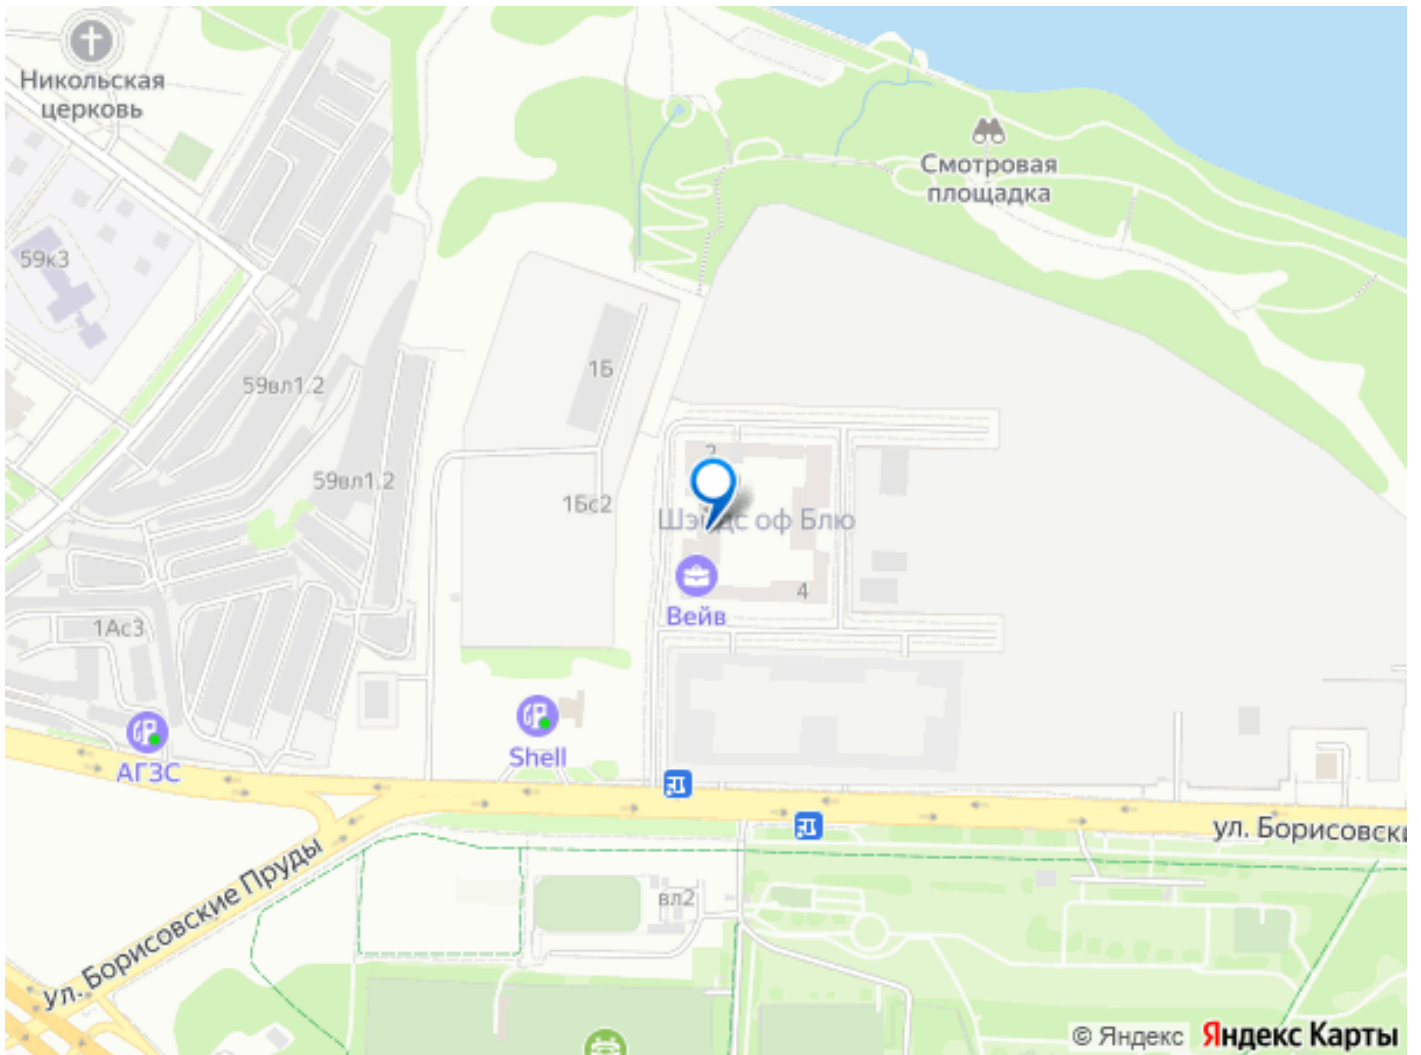 Никольская
церковь
Смотровая
площадка
59к3
1Б
59вл1.2
59вл1.2
1Бс2
Шэйдс оф Блю
4
Вейв
1Ас3
Shell
АГЗС
ул. Борисовски
ул. Борисовские Пруды
вл2
© Яндекс Яндекс Карты